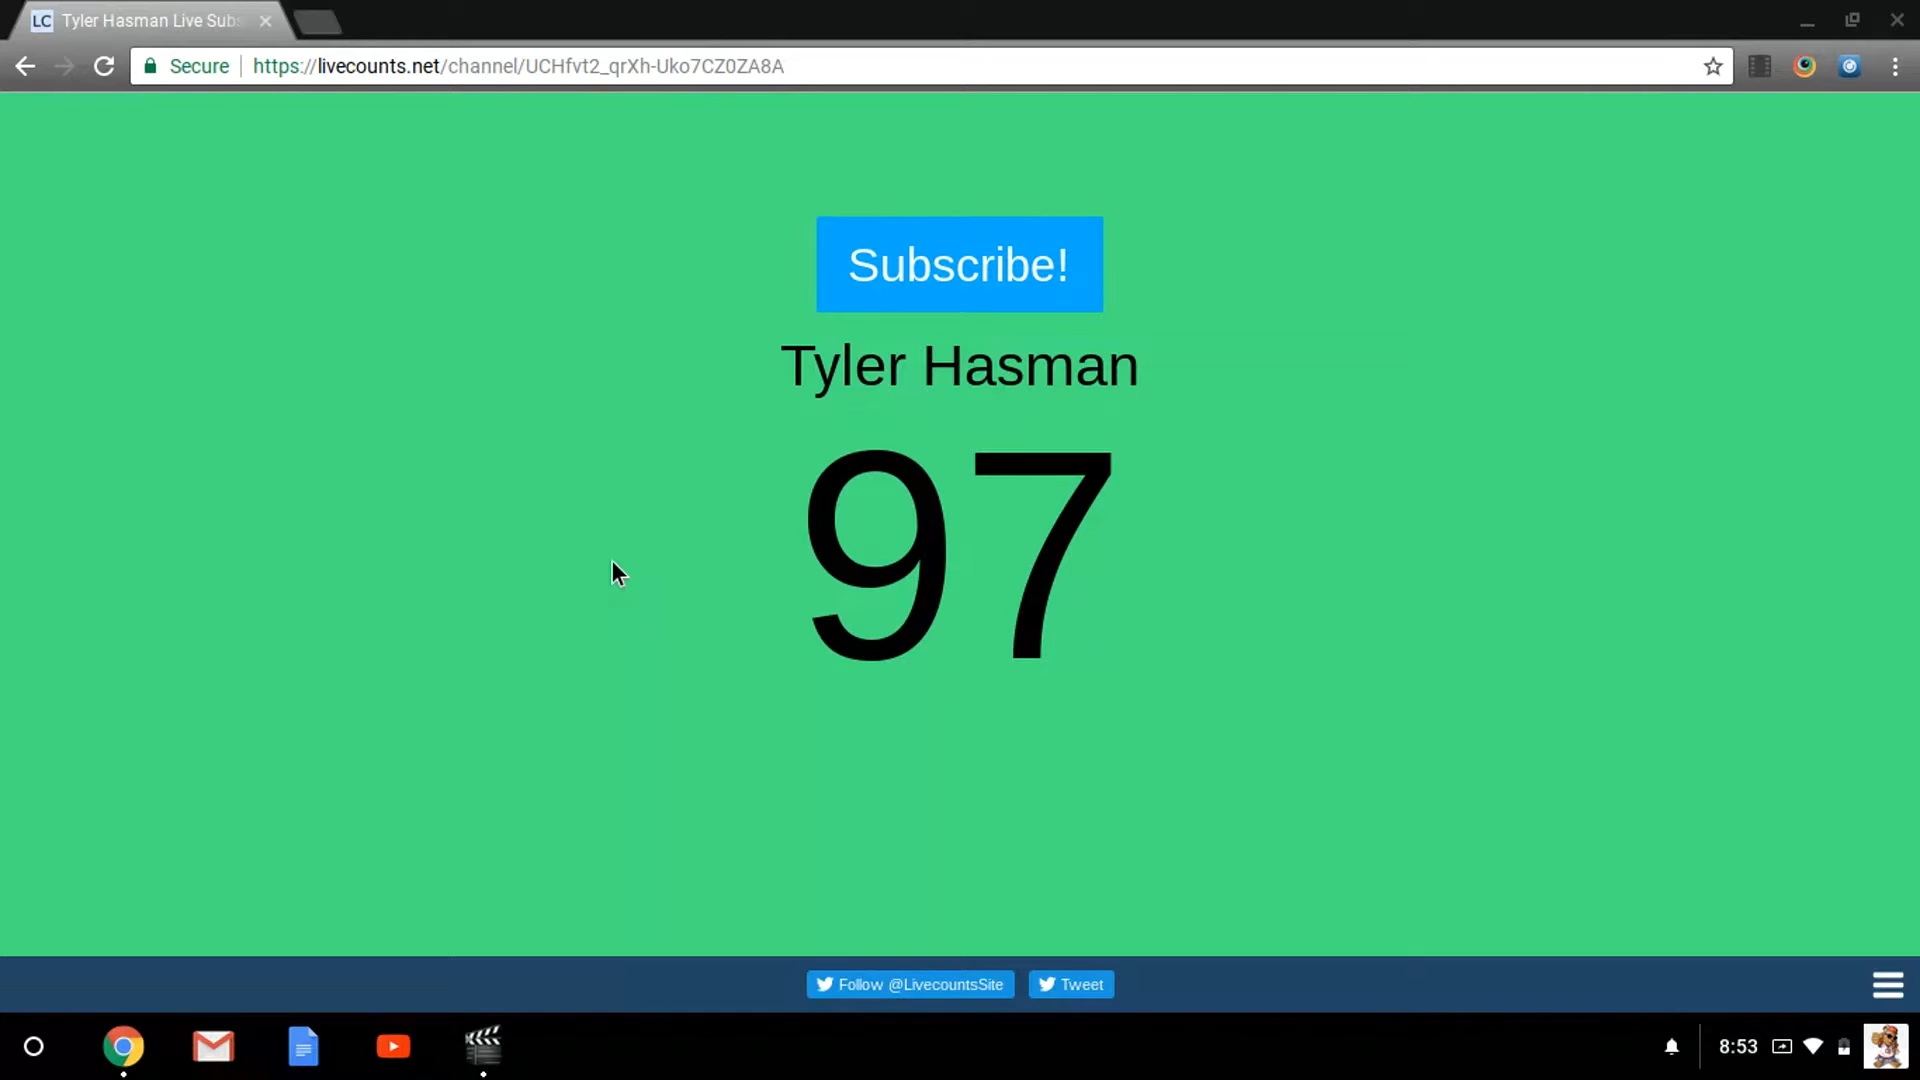 LC Tyler Hasman Live Subs
Secure https://livecounts.net/channel/UCHfvt2_qrXh-Uko7CZ0ZA8A
Subscribe!
Tyler Hasman
97
Follow @LivecountsSite Tweet
8:53